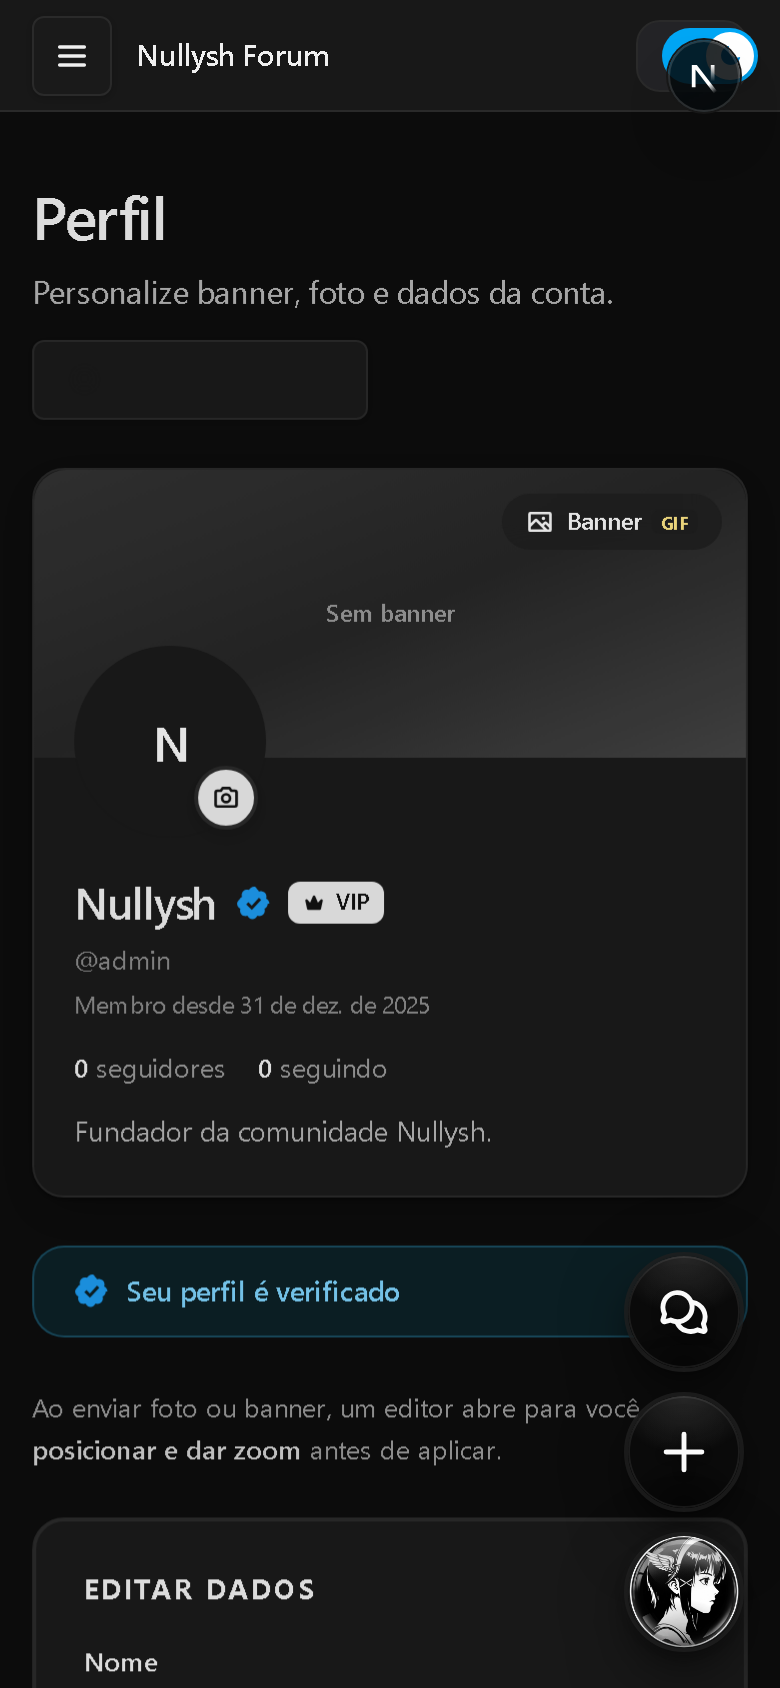 Nullysh Forum
N
Perfil
Personalize banner, foto e dados da conta.
Banner GIF
Sem banner
N
Nullysh VIP
@admin
Membro desde 31 de dez. de 2025
0 seguidores 0 seguindo
Fundador da comunidade Nullysh.
Seu perfil é verificado
Ao enviar foto ou banner, um editor abre para você
posicionar e dar zoom antes de aplicar.
EDITAR DADOS
Nome